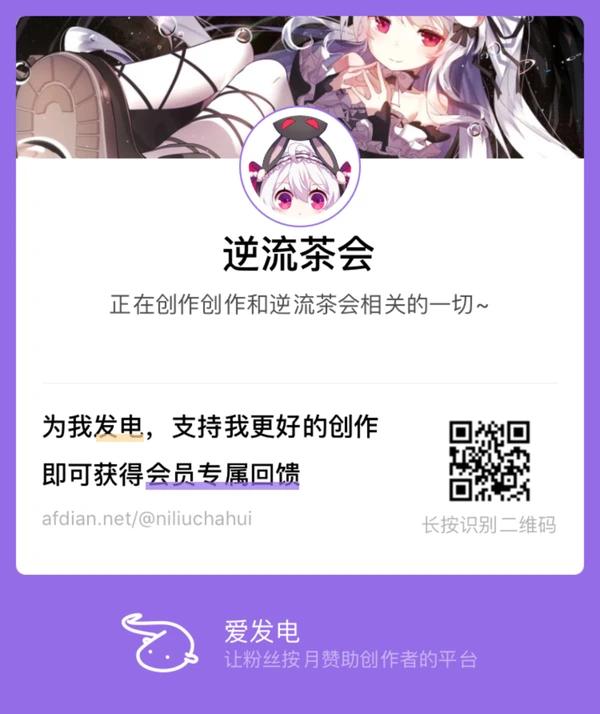 逆流茶会
正在创作创作和逆流茶会相关的一切~
为我发电，支持我更好的创作
即可获得会员专属回馈
afdian.net/@niliuchahui
长按识别二维码
爱发电
让粉丝按月赞助创作者的平台